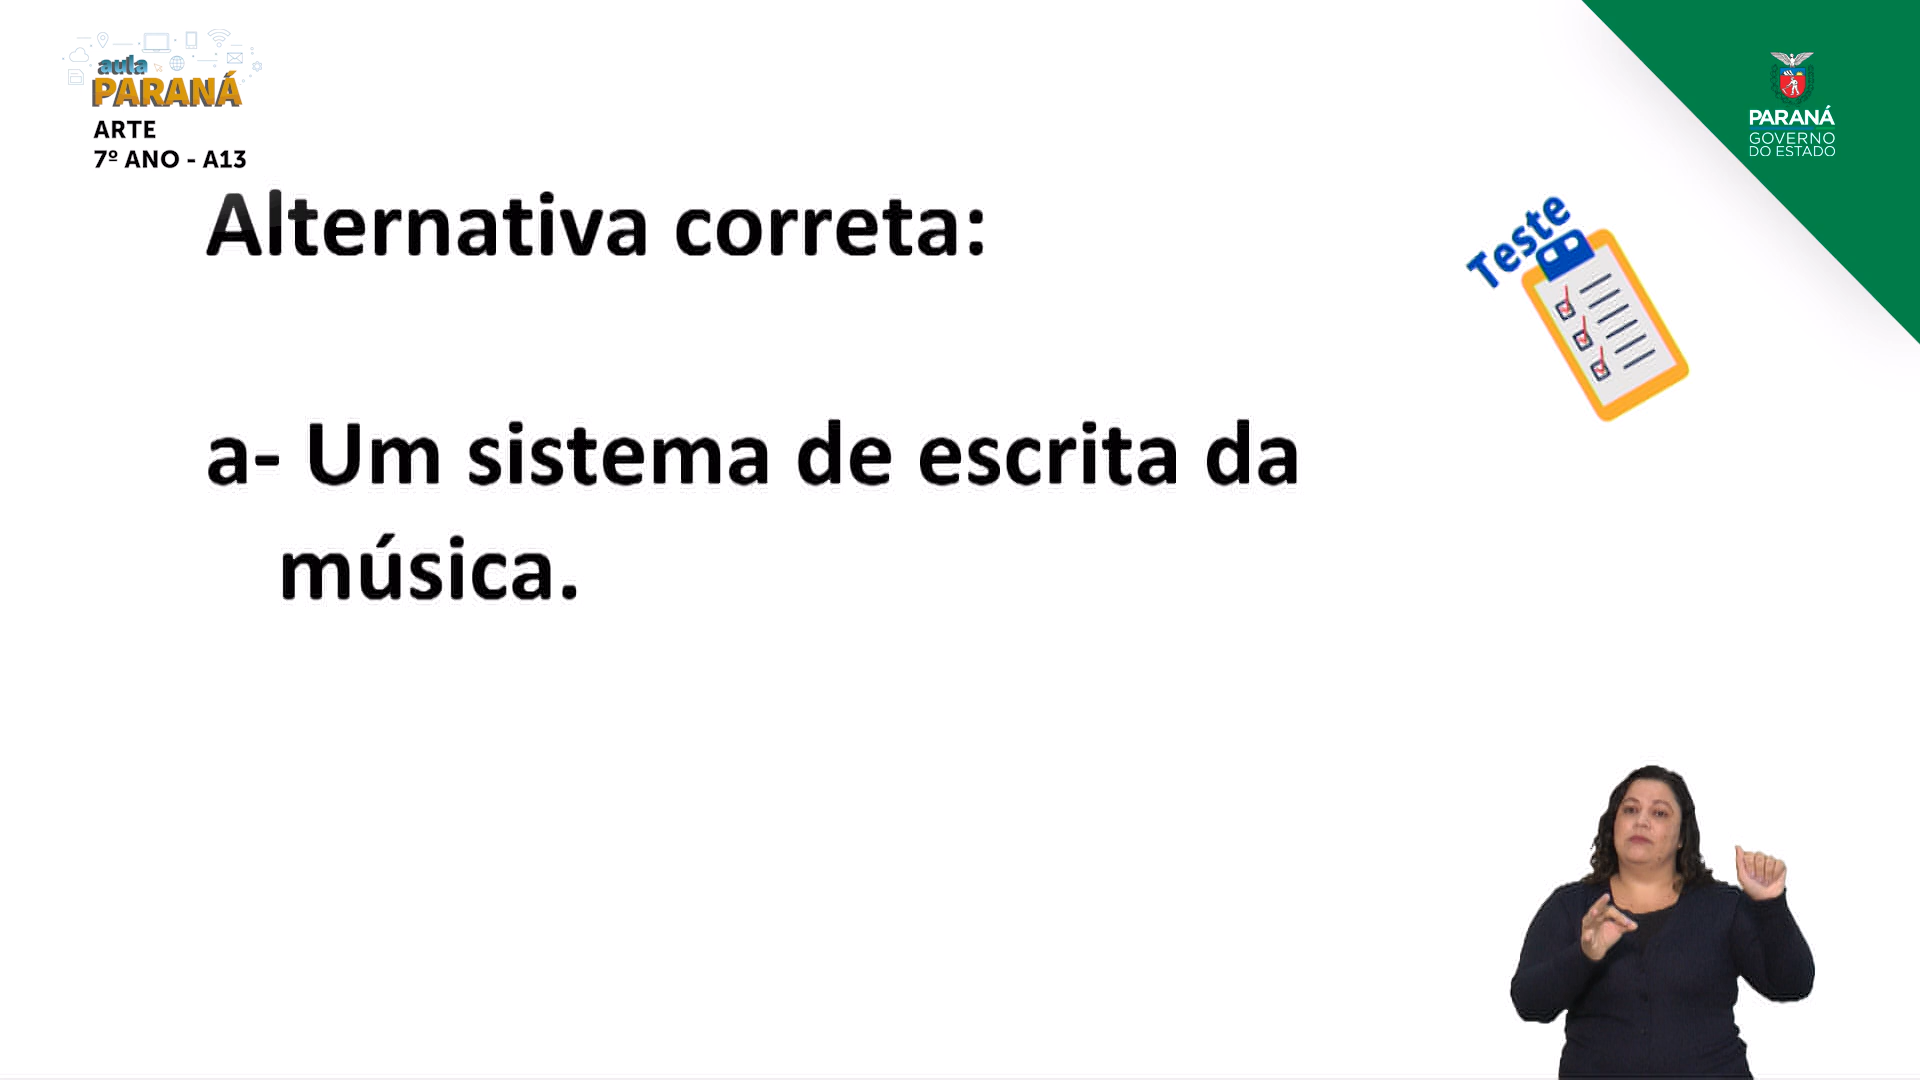 aula
PARANÁ
ARTE
7º ANO - A13
PARANÁ
GOVERNO
DO ESTADO
Alternativa correta:
Teste
a- Um sistema de escrita da
música.